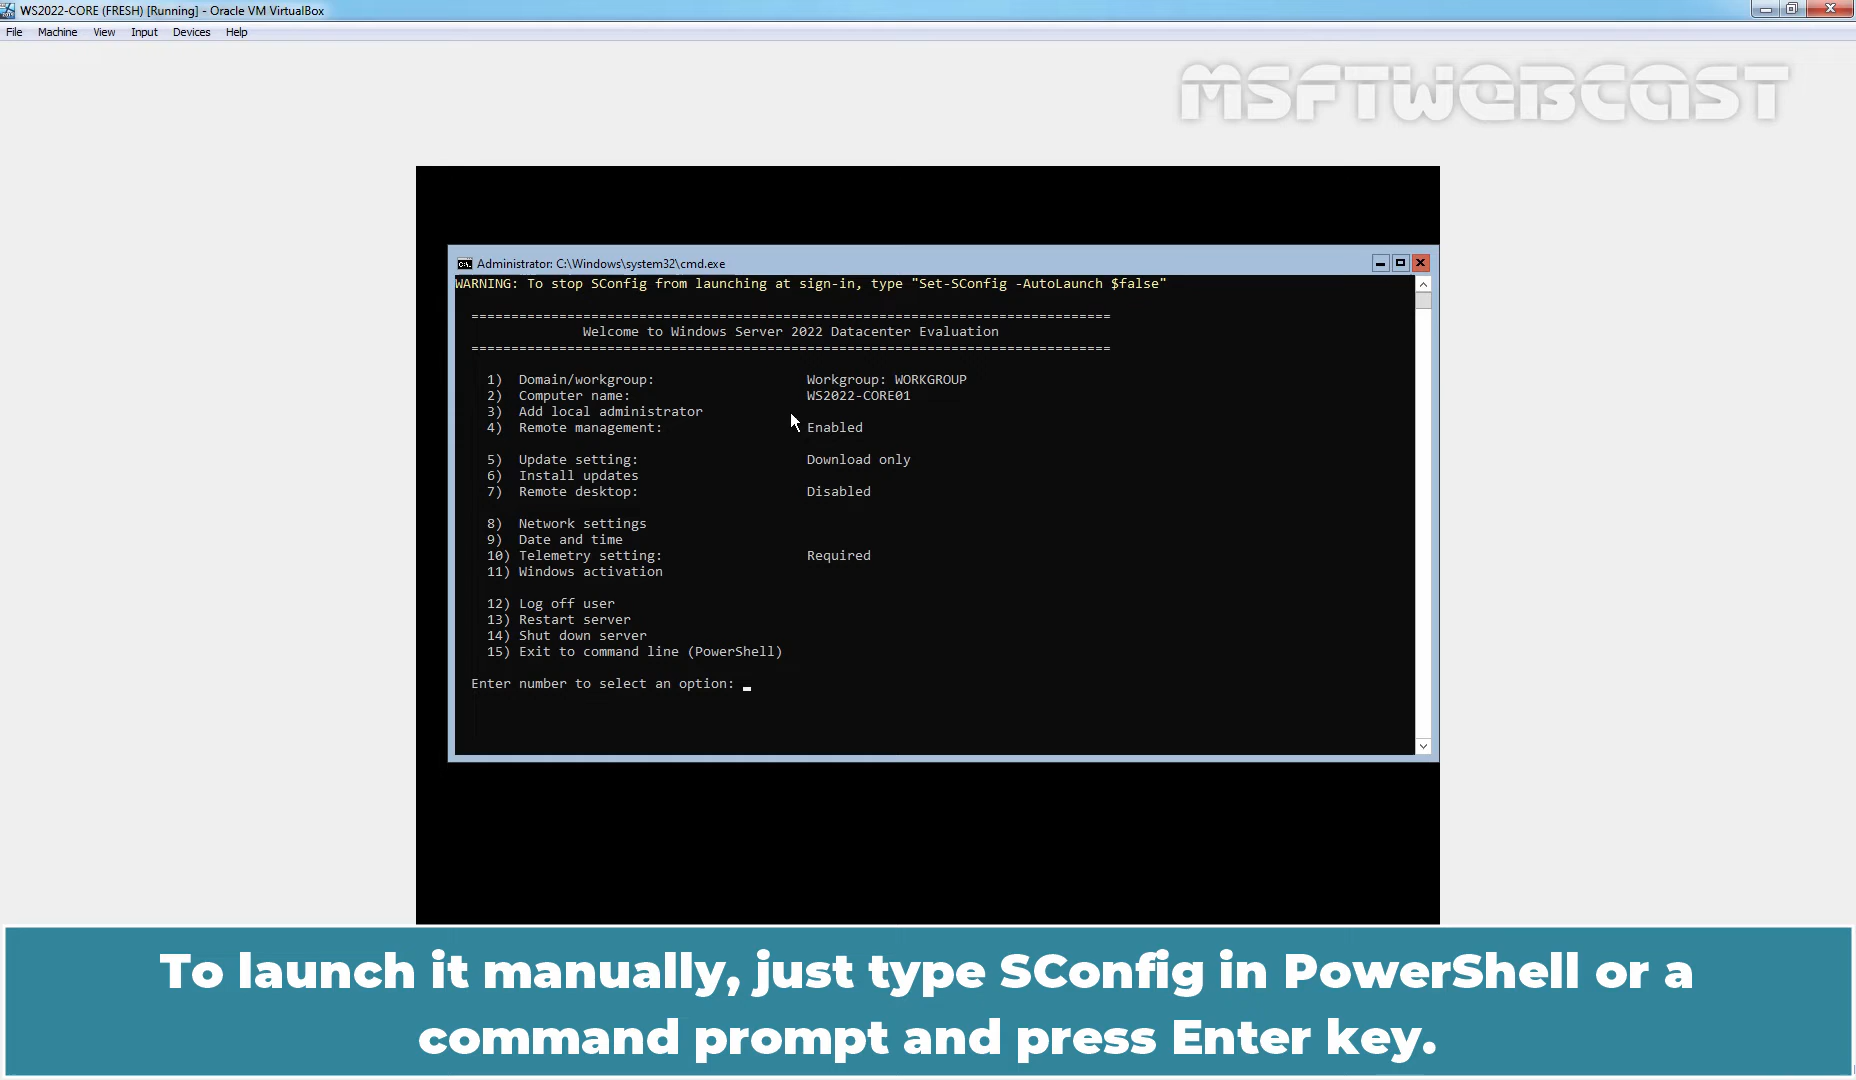 WS2022-CORE (FRESH) [Running] - Oracle VM VirtualBox
File Machine View Input Devices Help
MSFTWEBCAST
Administrator: C:\Windows\system32\cmd.exe
WARNING: To stop SConfig from launching at sign-in, type "Set-SConfig -AutoLaunch $false"
================================================================================
Welcome to Windows Server 2022 Datacenter Evaluation
================================================================================
1) Domain/workgroup: Workgroup: WORKGROUP
2) Computer name: WS2022-CORE01
3) Add local administrator
4) Remote management: Enabled
5) Update setting: Download only
6) Install updates
7) Remote desktop: Disabled
8) Network settings
9) Date and time
10) Telemetry setting: Required
11) Windows activation
12) Log off user
13) Restart server
14) Shut down server
15) Exit to command line (PowerShell)
Enter number to select an option:
To launch it manually, just type SConfig in PowerShell or a
command prompt and press Enter key.